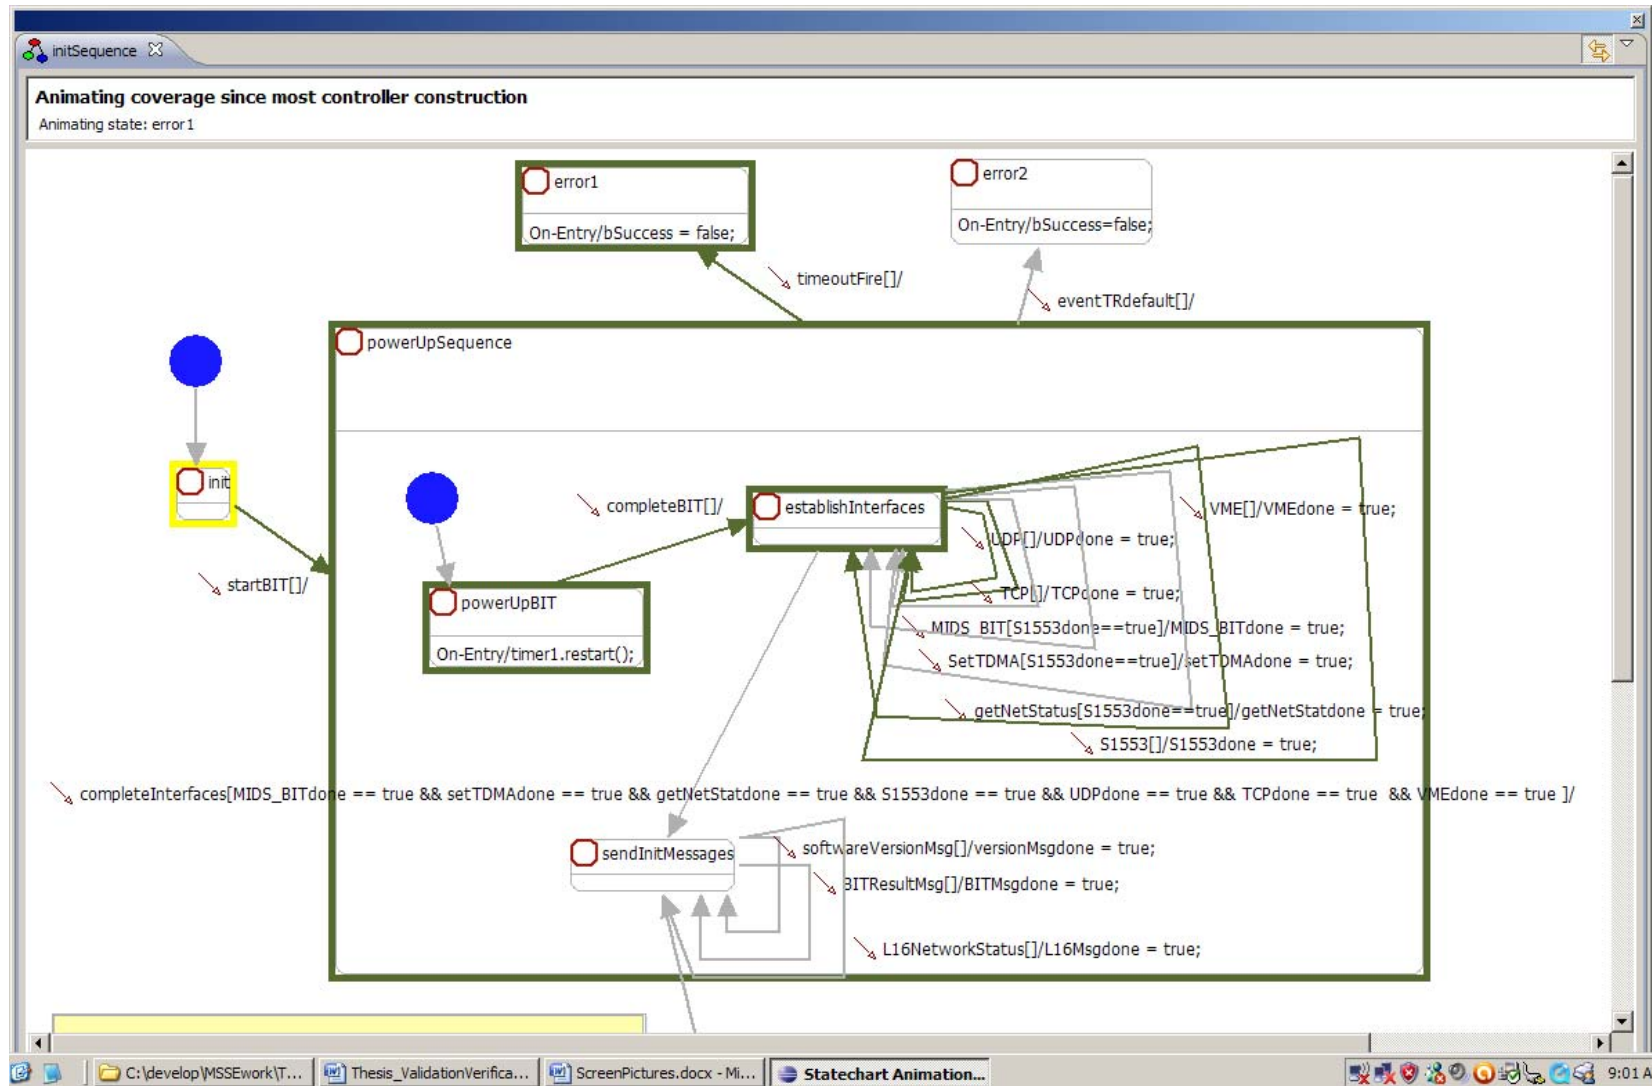 initSequence
Animating coverage since most controller construction
Animating state: error1
error1
On-Entry/bSuccess = false;
error2
On-Entry/bSuccess=false;
timeoutFire[]/
eventTRdefault[]/
powerUpSequence
init
startBIT[]/
completeBIT[]/
establishInterfaces
powerUpBIT
On-Entry/timer1.restart();
VME[]/VMEdone = true;
UDP[]/UDPdone = true;
TCP[]/TCPdone = true;
MIDS_BIT[S1553done==true]/MIDS_BITdone = true;
SetTDMA[S1553done==true]/setTDMAdone = true;
getNetStatus[S1553done==true]/getNetStatdone = true;
S1553[]/S1553done = true;
completeInterfaces[MIDS_BITdone == true && setTDMAdone == true && getNetStatdone == true && S1553done == true && UDPdone == true && TCPdone == true && VMEdone == true ]/
sendInitMessages
softwareVersionMsg[]/versionMsgdone = true;
BITResultMsg[]/BITMsgdone = true;
L16NetworkStatus[]/L16Msgdone = true;
C:\develop\MSSEwork\T... Thesis_ValidationVerifica... ScreenPictures.docx - Mi... Statechart Animation... 9:01 A